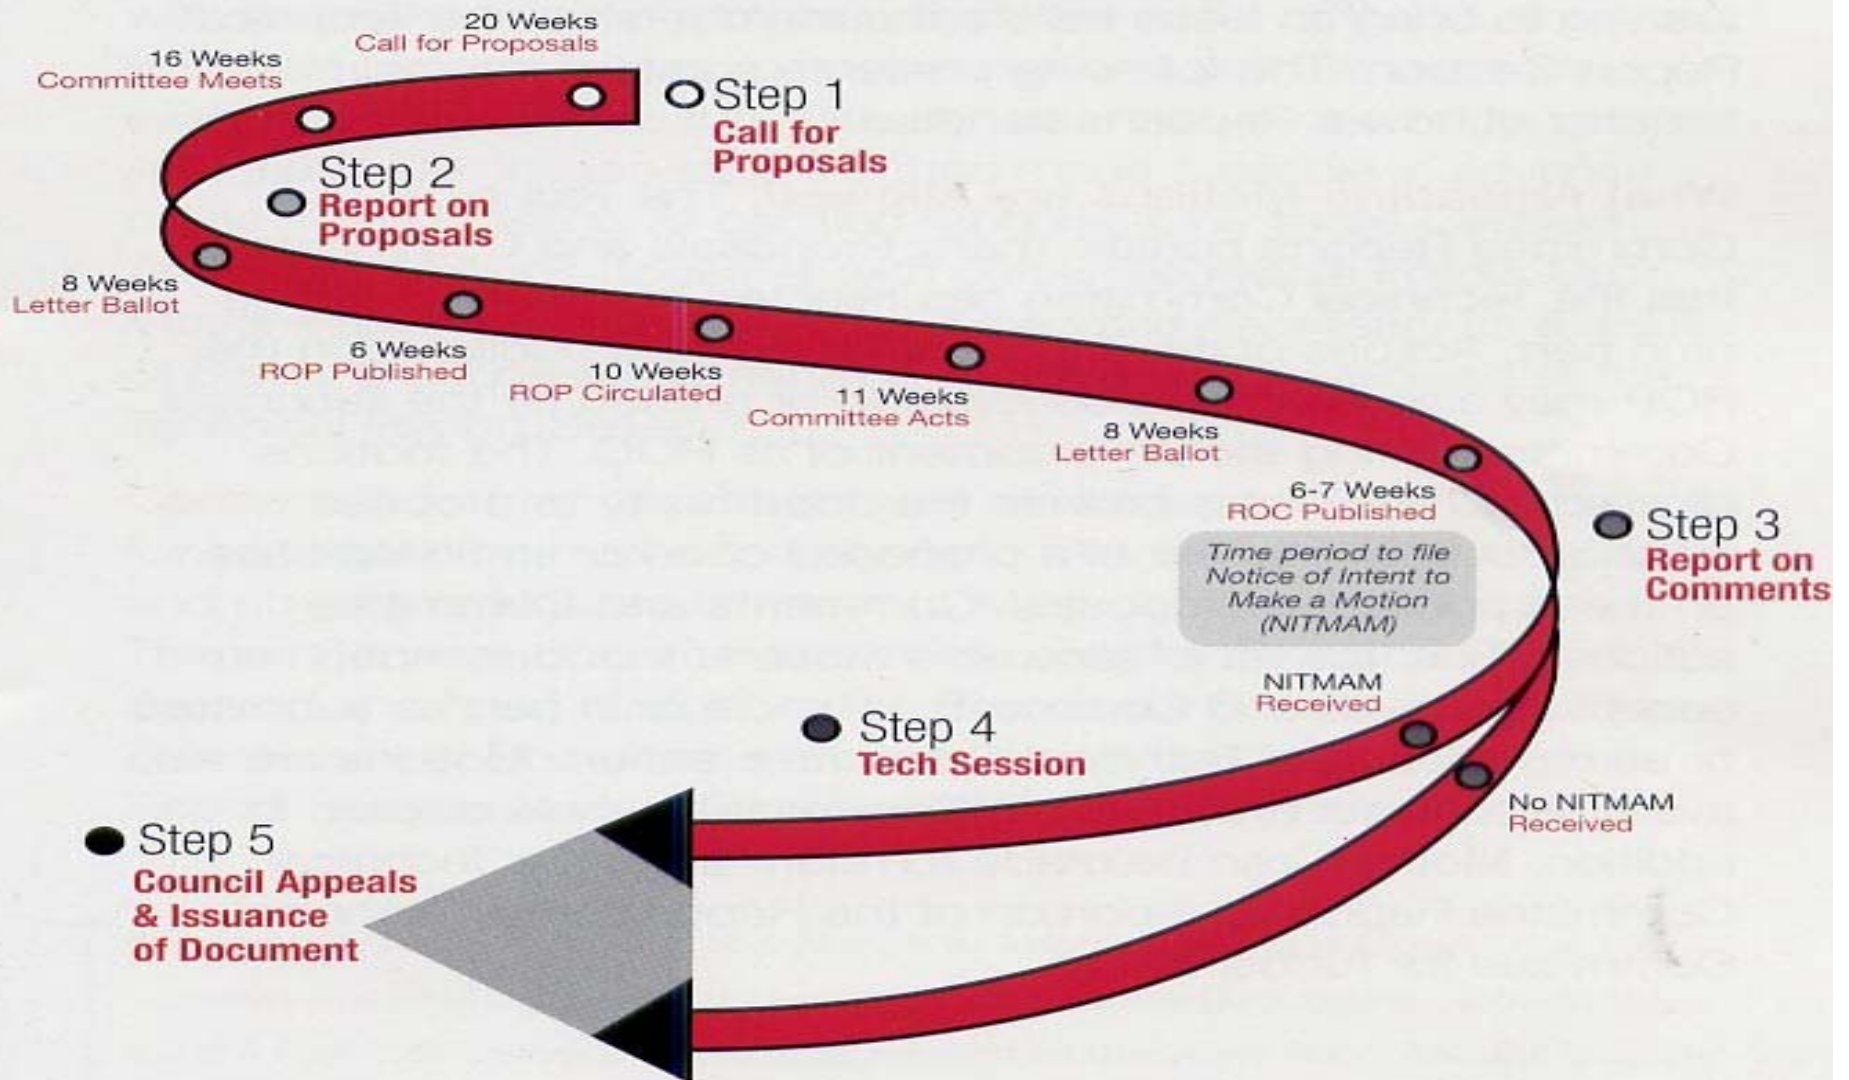 20 Weeks
Call for Proposals
16 Weeks
Committee Meets
Step 1
Call for
Proposals
Step 2
Report on
Proposals
8 Weeks
Letter Ballot
6 Weeks
ROP Published
10 Weeks
ROP Circulated
11 Weeks
Committee Acts
8 Weeks
Letter Ballot
6-7 Weeks
ROC Published
Time period to file
Notice of Intent to
Make a Motion
(NITMAM)
Step 3
Report on
Comments
NITMAM
Received
No NITMAM
Received
Step 4
Tech Session
Step 5
Council Appeals
& Issuance
of Document